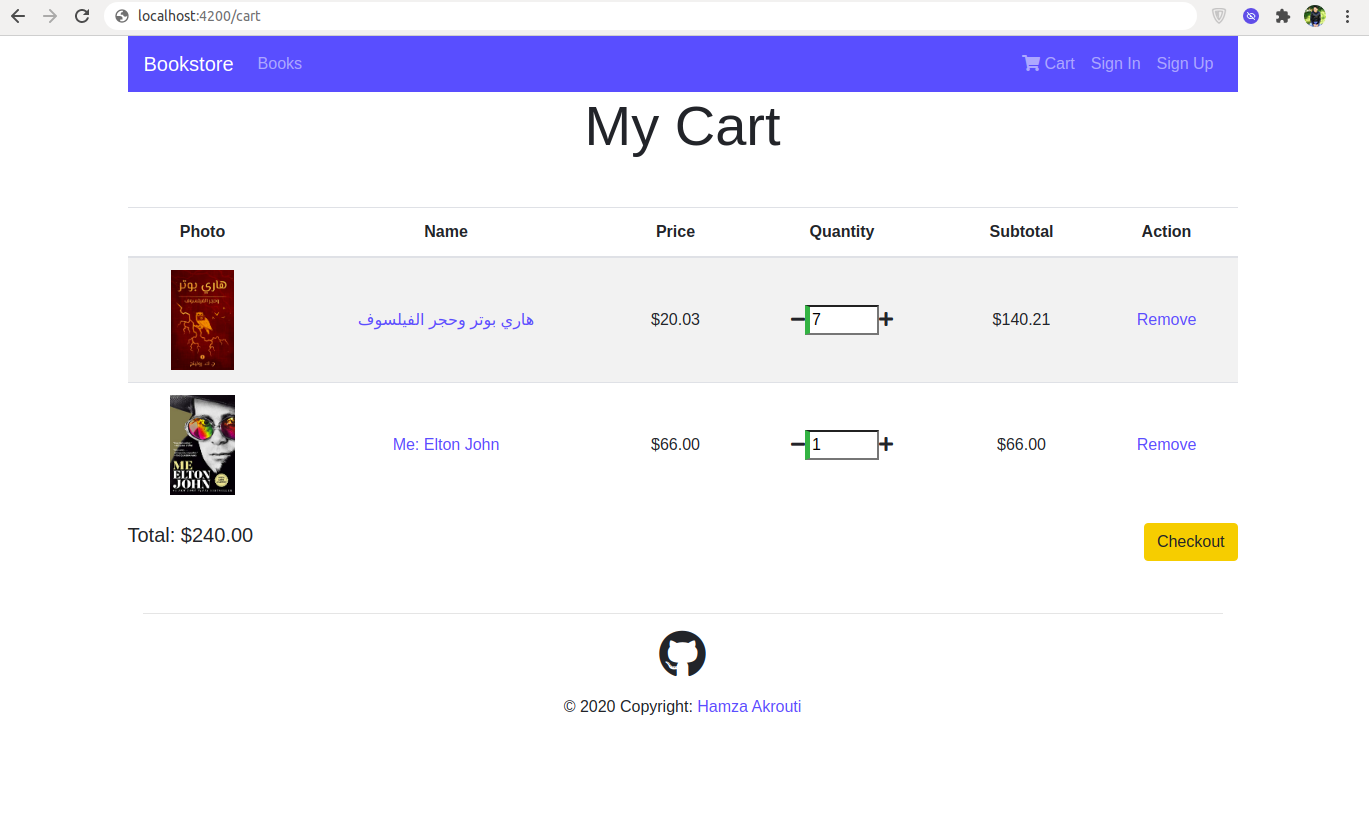 localhost:4200/cart
Bookstore Books Cart Sign In Sign Up
My Cart
Photo Name Price Quantity Subtotal Action
هاري بوتر
وحجر الفيلسوف
هاري بوتر وحجر الفيلسوف $20.03 7 $140.21 Remove
ME
ELTON
JOHN
Me: Elton John $66.00 1 $66.00 Remove
Total: $240.00 Checkout
© 2020 Copyright: Hamza Akrouti